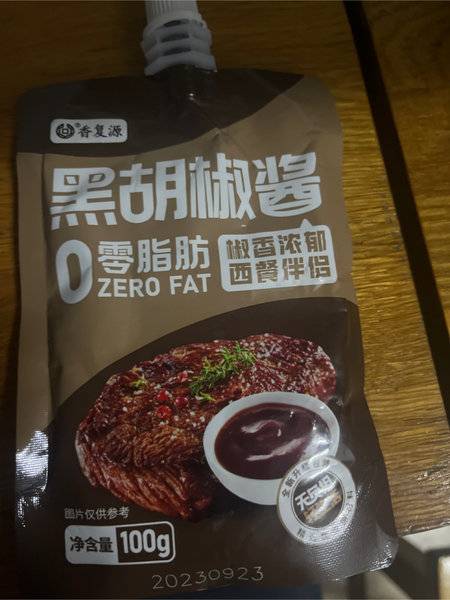 ®香复源
黑胡椒酱
0零脂肪
ZERO FAT
椒香浓郁
西餐伴侣
图片仅供参考
净含量 100g
20230923